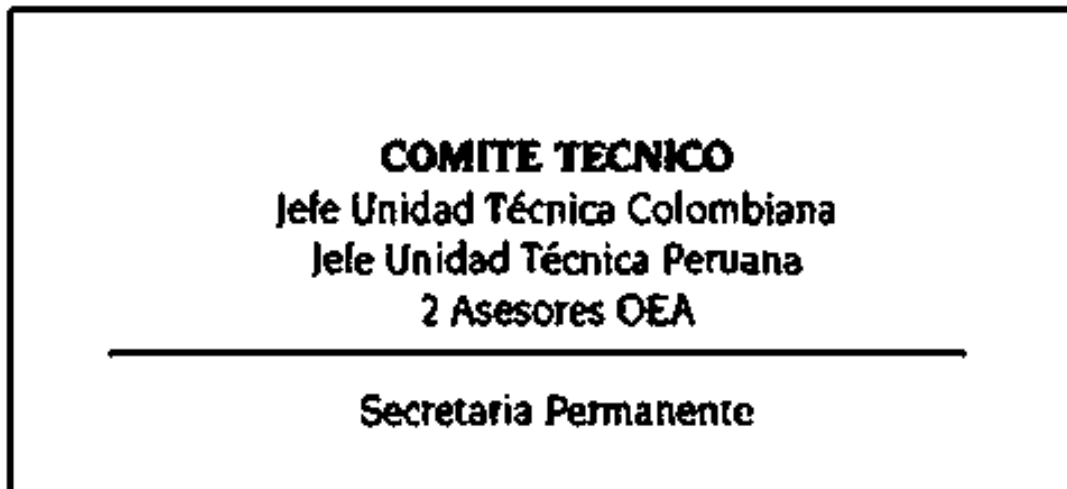 COMITE TECNICO
Jefe Unidad Técnica Colombiana
Jefe Unidad Técnica Peruana
2 Asesores OEA
Secretaria Permanente